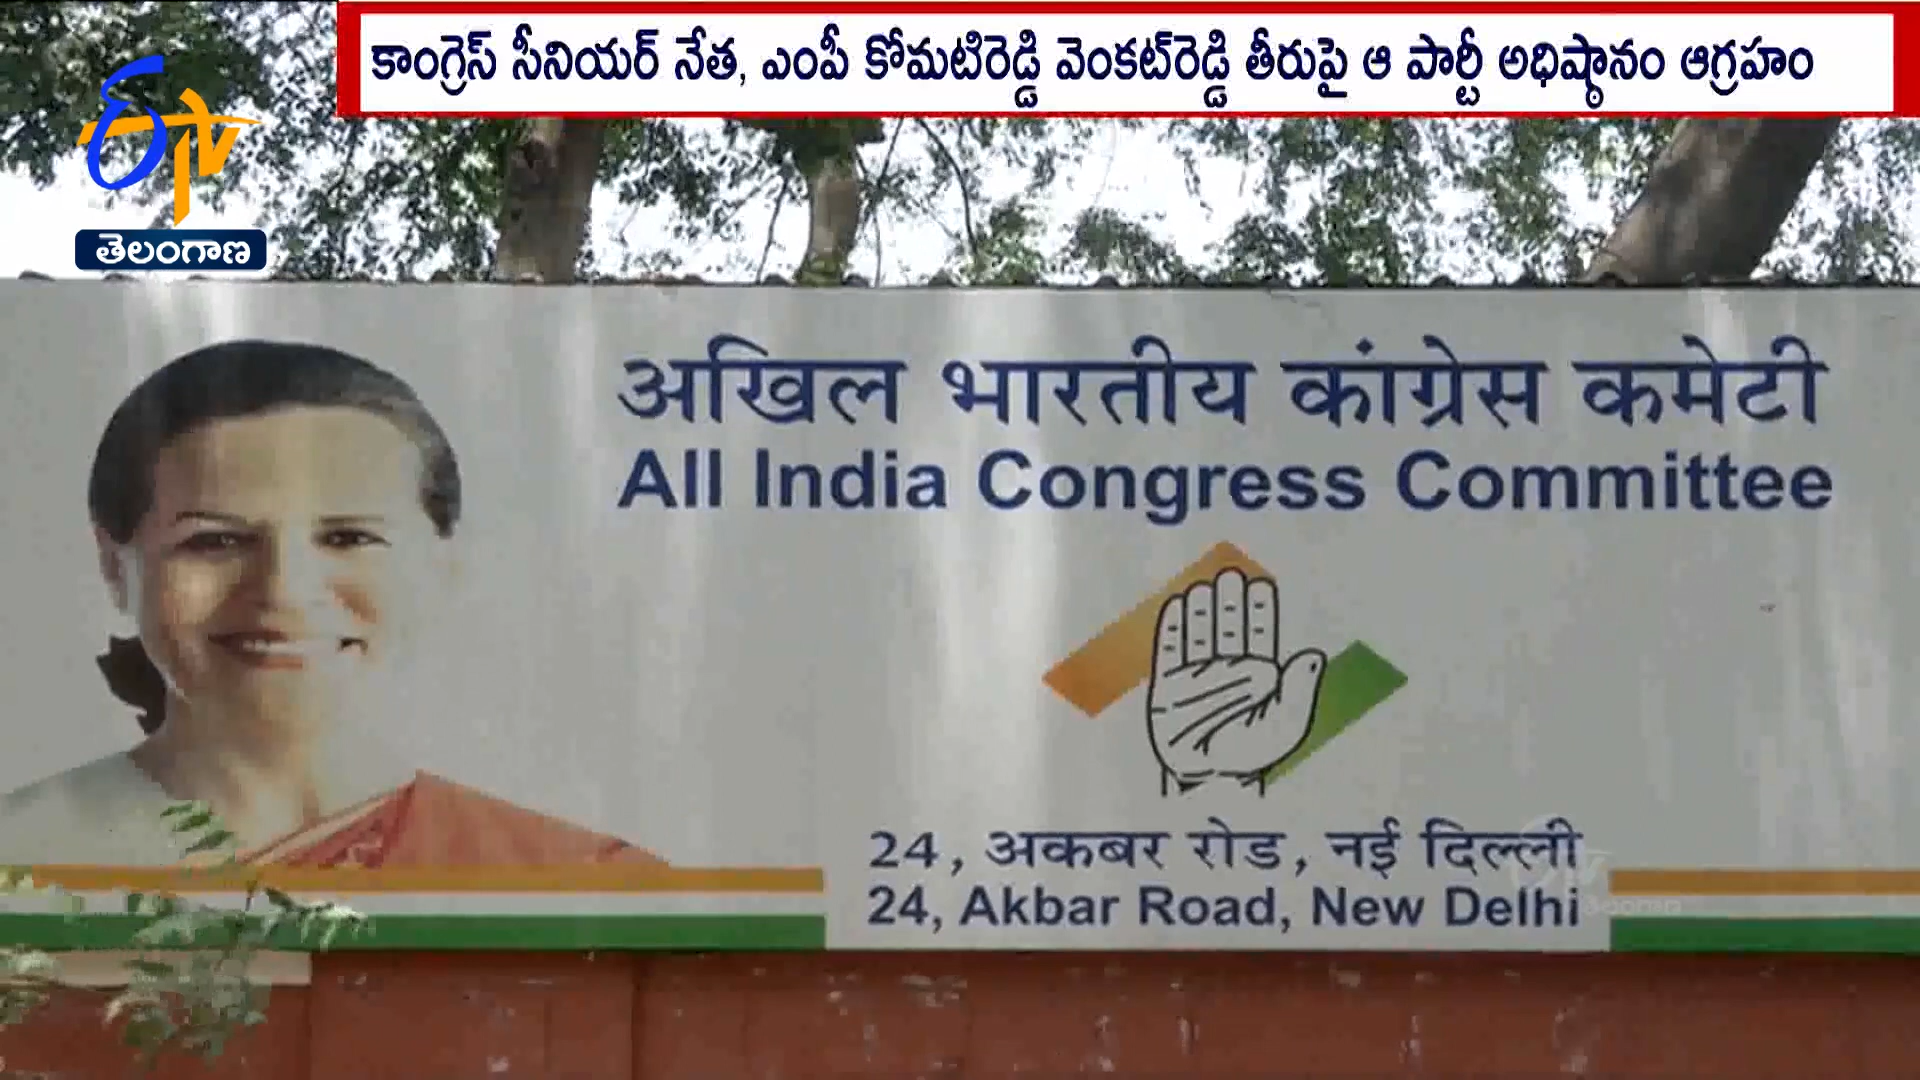 కాంగ్రెస్ సీనియర్ నేత, ఎంపీ కోమటిరెడ్డి వెంకట్‌రెడ్డి తీరుపై ఆ పార్టీ అధిష్ఠానం ఆగ్రహం
ETV
తెలంగాణ
अखिल भारतीय कांग्रेस कमेटी
All India Congress Committee
24, अकबर रोड, नई दिल्ली
24, Akbar Road, New Delhi
తెలంగాణ